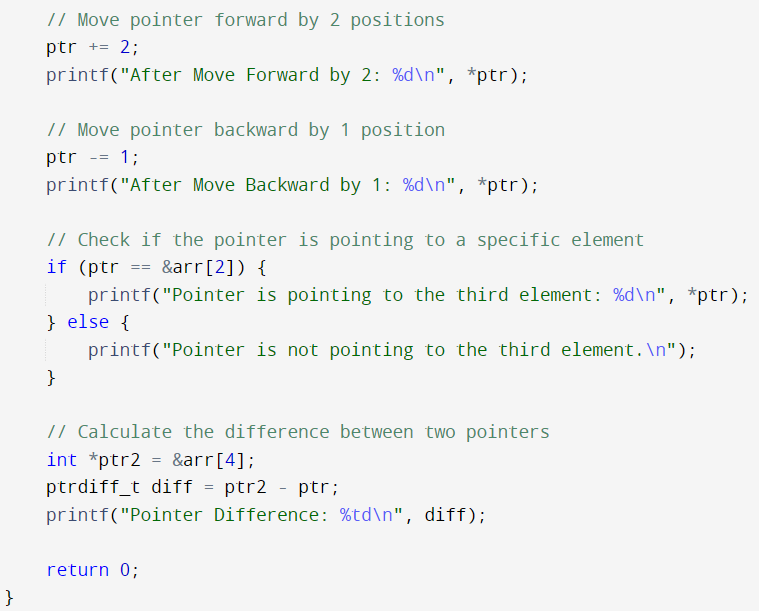 // Move pointer forward by 2 positions
ptr += 2;
printf("After Move Forward by 2: %d\n", *ptr);
// Move pointer backward by 1 position
ptr -= 1;
printf("After Move Backward by 1: %d\n", *ptr);
// Check if the pointer is pointing to a specific element
if (ptr == &arr[2]) {
printf("Pointer is pointing to the third element: %d\n", *ptr);
} else {
printf("Pointer is not pointing to the third element.\n");
}
// Calculate the difference between two pointers
int *ptr2 = &arr[4];
ptrdiff_t diff = ptr2 - ptr;
printf("Pointer Difference: %td\n", diff);
return 0;
}